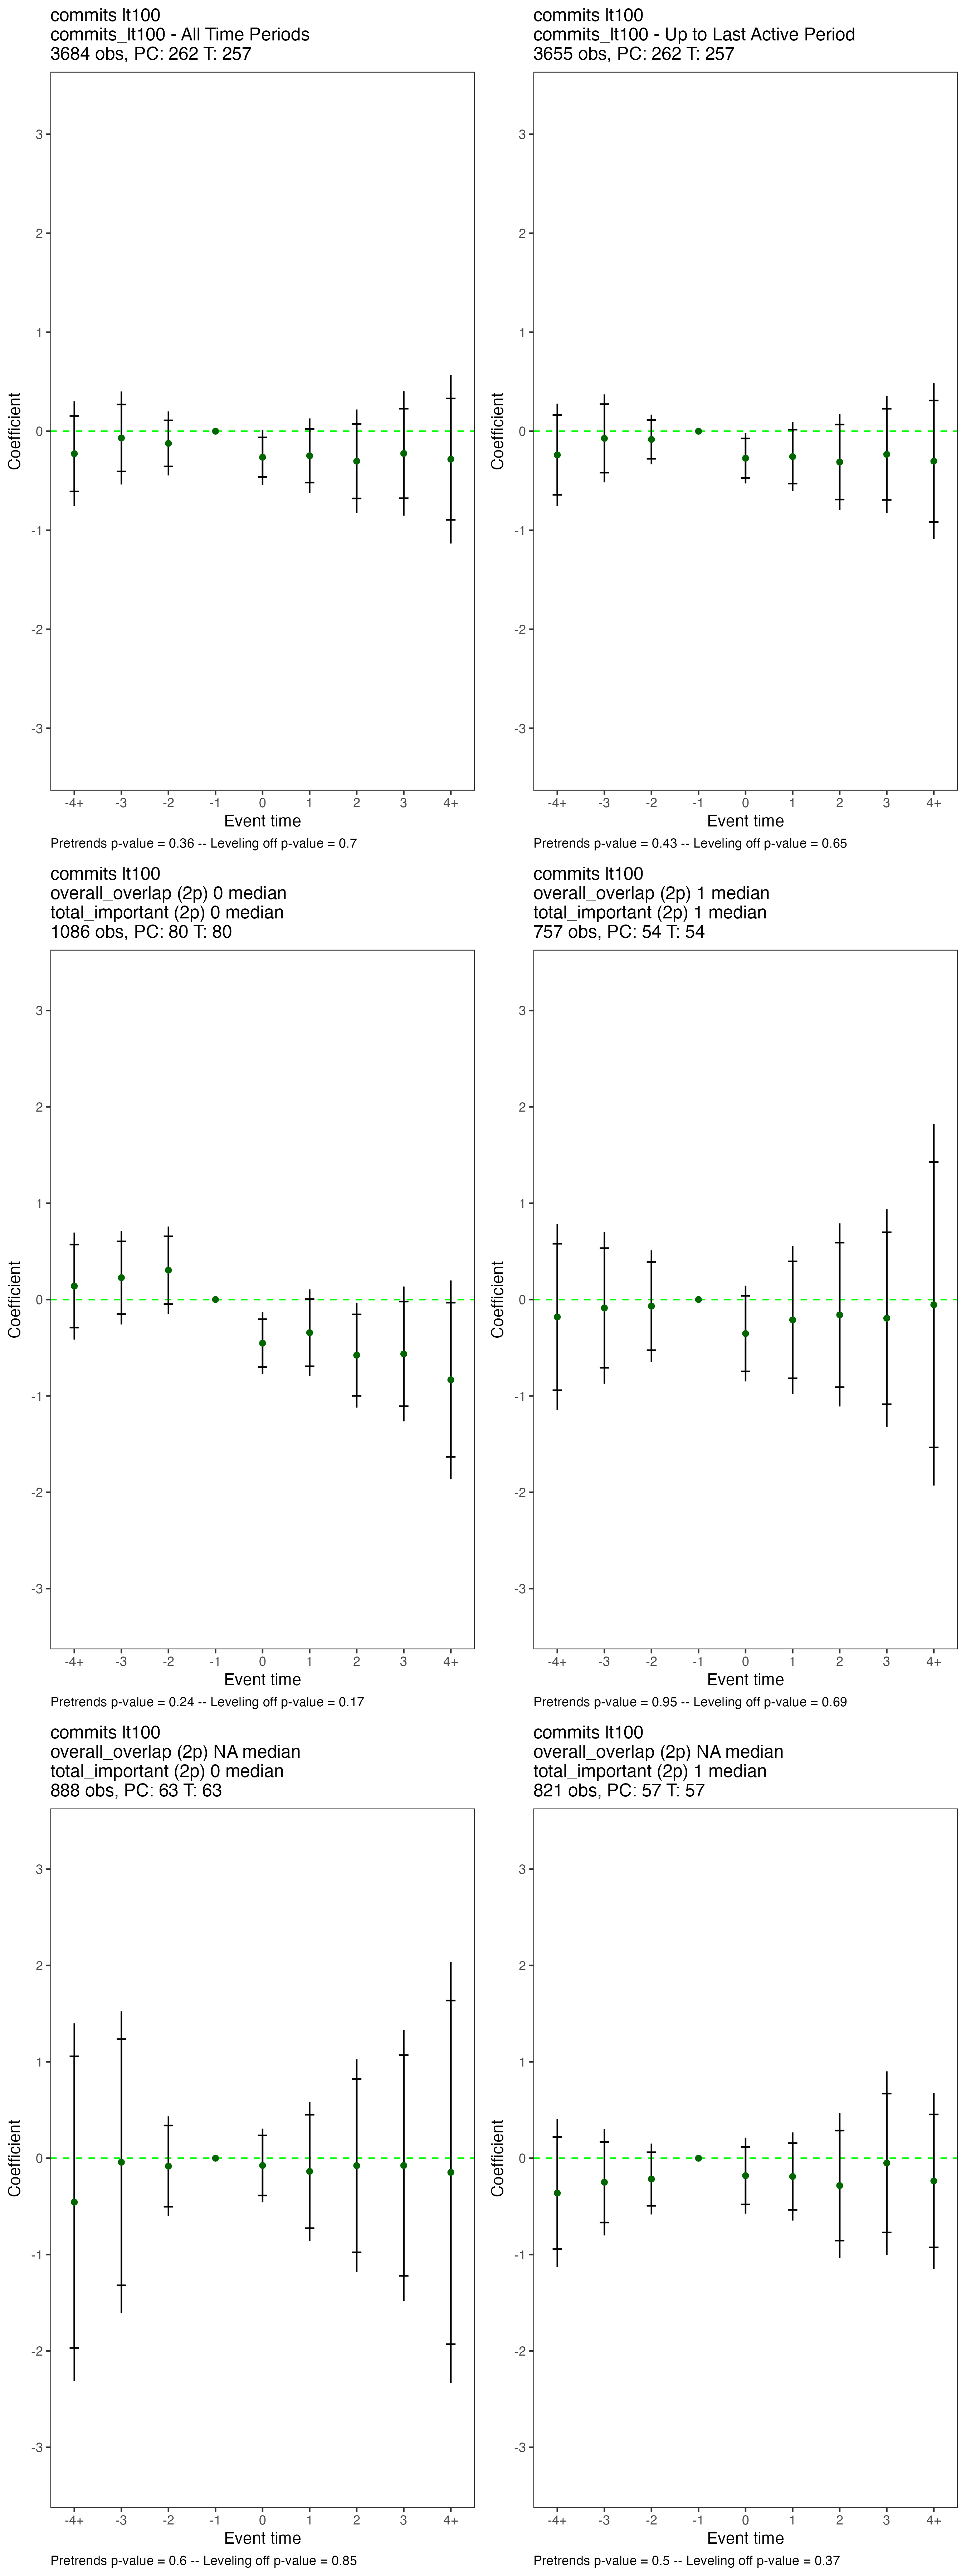 commits lt100
commits_lt100 - All Time Periods
3684 obs, PC: 262 T: 257
3
2
1
0
-1
-2
-3
Coefficient
-4+ -3 -2 -1 0 1 2 3 4+
Event time
Pretrends p-value = 0.36 -- Leveling off p-value = 0.7
commits lt100
commits_lt100 - Up to Last Active Period
3655 obs, PC: 262 T: 257
3
2
1
0
-1
-2
-3
Coefficient
-4+ -3 -2 -1 0 1 2 3 4+
Event time
Pretrends p-value = 0.43 -- Leveling off p-value = 0.65
commits lt100
overall_overlap (2p) 0 median
total_important (2p) 0 median
1086 obs, PC: 80 T: 80
3
2
1
0
-1
-2
-3
Coefficient
-4+ -3 -2 -1 0 1 2 3 4+
Event time
Pretrends p-value = 0.24 -- Leveling off p-value = 0.17
commits lt100
overall_overlap (2p) 1 median
total_important (2p) 1 median
757 obs, PC: 54 T: 54
3
2
1
0
-1
-2
-3
Coefficient
-4+ -3 -2 -1 0 1 2 3 4+
Event time
Pretrends p-value = 0.95 -- Leveling off p-value = 0.69
commits lt100
overall_overlap (2p) NA median
total_important (2p) 0 median
888 obs, PC: 63 T: 63
3
2
1
0
-1
-2
-3
Coefficient
-4+ -3 -2 -1 0 1 2 3 4+
Event time
Pretrends p-value = 0.6 -- Leveling off p-value = 0.85
commits lt100
overall_overlap (2p) NA median
total_important (2p) 1 median
821 obs, PC: 57 T: 57
3
2
1
0
-1
-2
-3
Coefficient
-4+ -3 -2 -1 0 1 2 3 4+
Event time
Pretrends p-value = 0.5 -- Leveling off p-value = 0.37